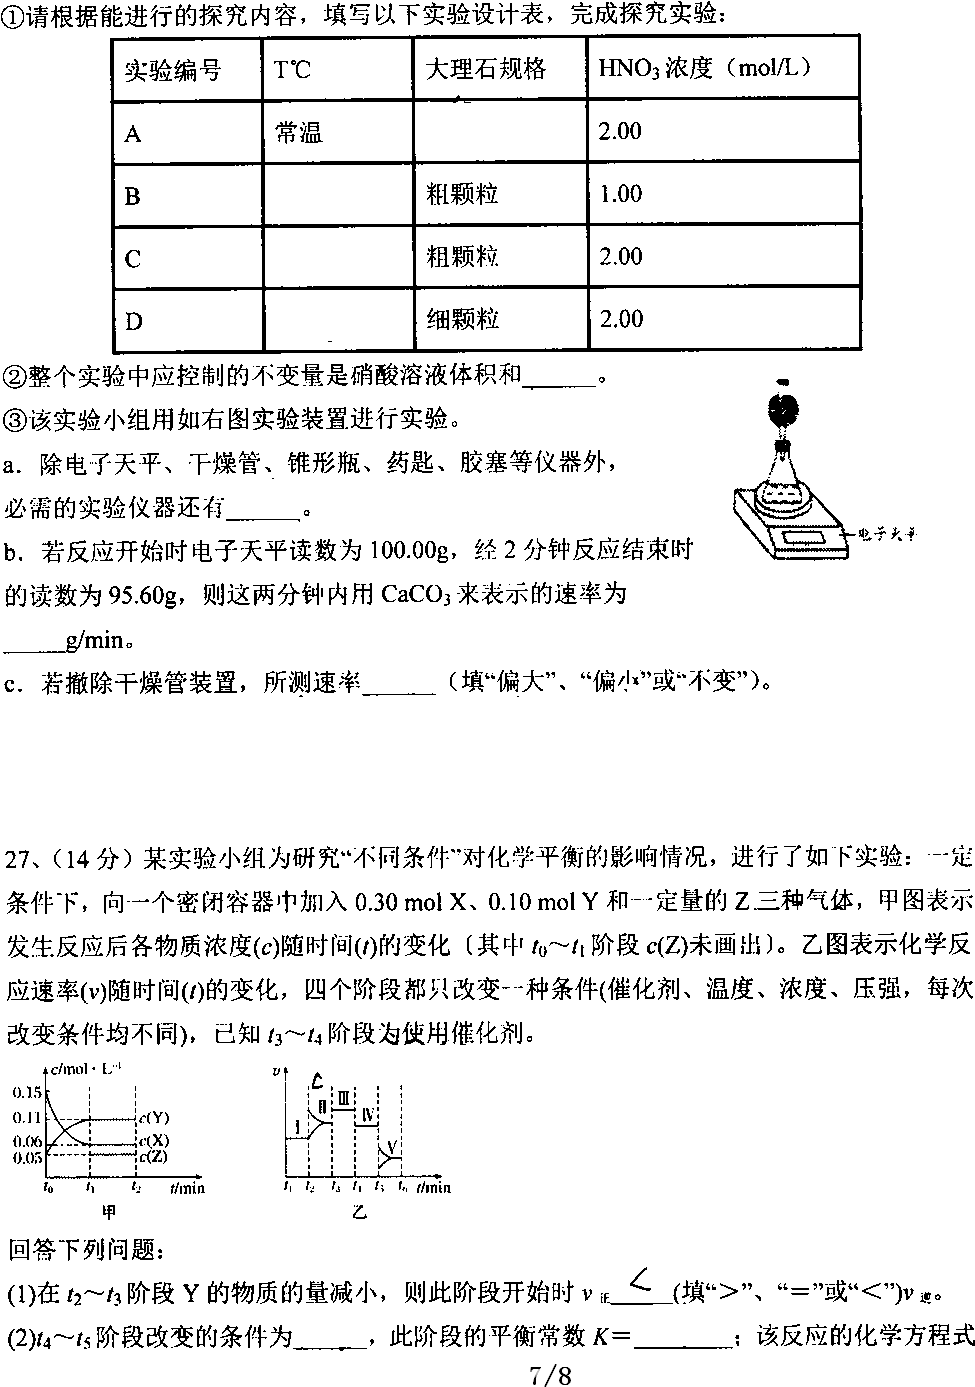 ①请根据能进行的探究内容，填写以下实验设计表，完成探究实验：
实验编号 T℃ 大理石规格 HNO₃浓度（mol/L）
A 常温 2.00
B 粗颗粒 1.00
C 粗颗粒 2.00
D 细颗粒 2.00
②整个实验中应控制的不变量是硝酸溶液体积和______。
③该实验小组用如右图实验装置进行实验。
a．除电子天平、干燥管、锥形瓶、药匙、胶塞等仪器外，
必需的实验仪器还有______。
b．若反应开始时电子天平读数为 100.00g，经 2 分钟反应结束时
的读数为 95.60g，则这两分钟内用 CaCO₃来表示的速率为
_____g/min。
c．若撤除干燥管装置，所测速率______（填“偏大”、“偏小”或“不变”）。
电子天平
27、（14 分）某实验小组为研究“不同条件”对化学平衡的影响情况，进行了如下实验：一定
条件下，向一个密闭容器中加入 0.30 mol X、0.10 mol Y 和一定量的 Z 三种气体，甲图表示
发生反应后各物质浓度(c)随时间(t)的变化〔其中 t₀～t₁阶段 c(Z)未画出〕。乙图表示化学反
应速率(v)随时间(t)的变化，四个阶段都只改变一种条件(催化剂、温度、浓度、压强，每次
改变条件均不同)，已知 t₃～t₄阶段为使用催化剂。
c/mol·L⁻¹
0.15
0.11 c(Y)
0.06 c(X)
0.05 c(Z)
t₀ t₁ t₂ t/min
甲
v
I II III IV V
t₁ t₂ t₃ t₄ t₅ t₆ t/min
乙
回答下列问题：
(1)在 t₂～t₃阶段 Y 的物质的量减小，则此阶段开始时 v 正__<__(填“>”、“=”或“<”)v 逆。
(2)t₄～t₅阶段改变的条件为______，此阶段的平衡常数 K＝________；该反应的化学方程式
7/8